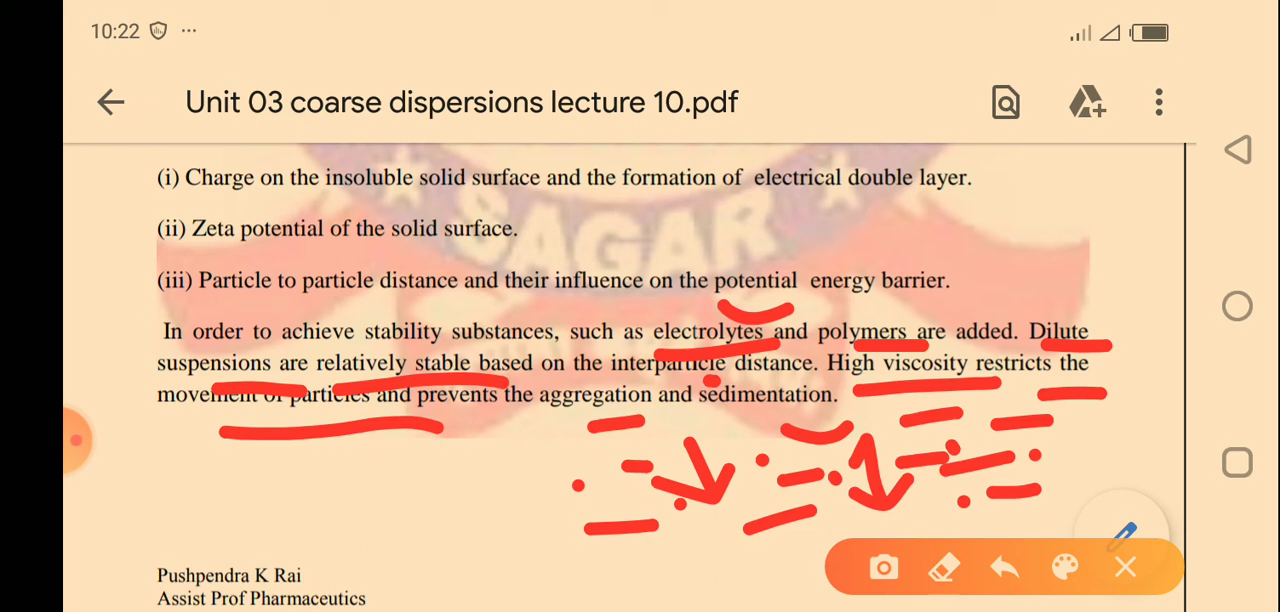 10:22
Unit 03 coarse dispersions lecture 10.pdf
(i) Charge on the insoluble solid surface and the formation of electrical double layer.
SAGAR
(ii) Zeta potential of the solid surface.
(iii) Particle to particle distance and their influence on the potential energy barrier.
In order to achieve stability substances, such as electrolytes and polymers are added. Dilute
suspensions are relatively stable based on the interparticle distance. High viscosity restricts the
movement of particles and prevents the aggregation and sedimentation.
Pushpendra K Rai
Assist Prof Pharmaceutics